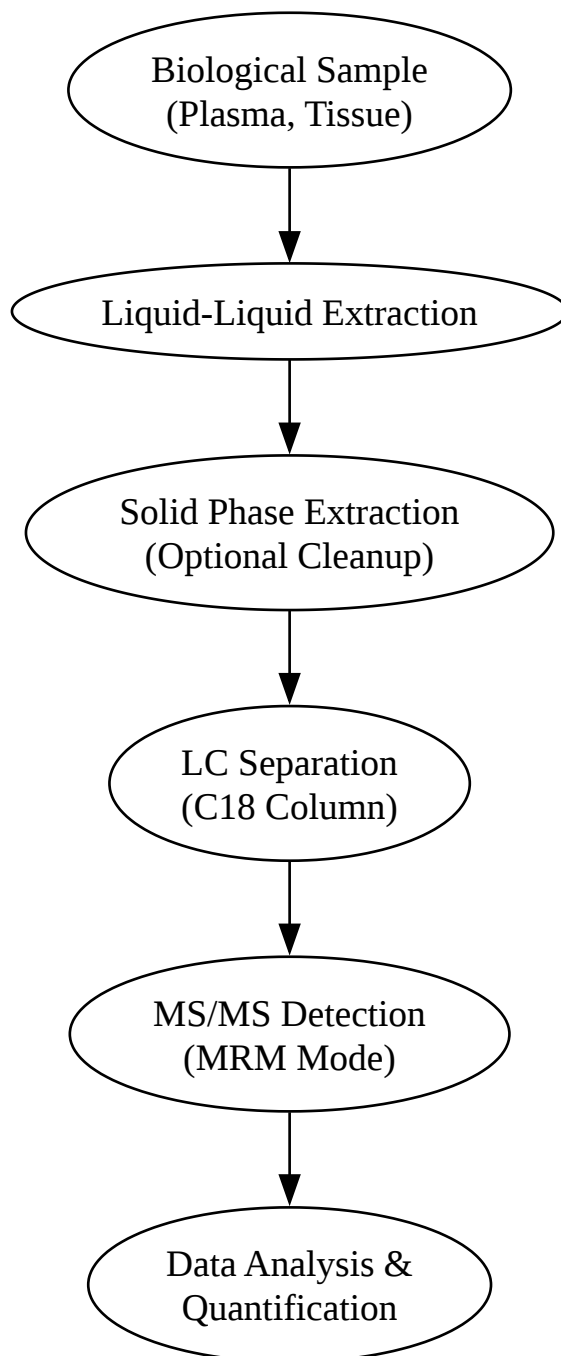 Biological Sample
(Plasma, Tissue)
Liquid-Liquid Extraction
Solid Phase Extraction
(Optional Cleanup)
LC Separation
(C18 Column)
MS/MS Detection
(MRM Mode)
Data Analysis &
Quantification